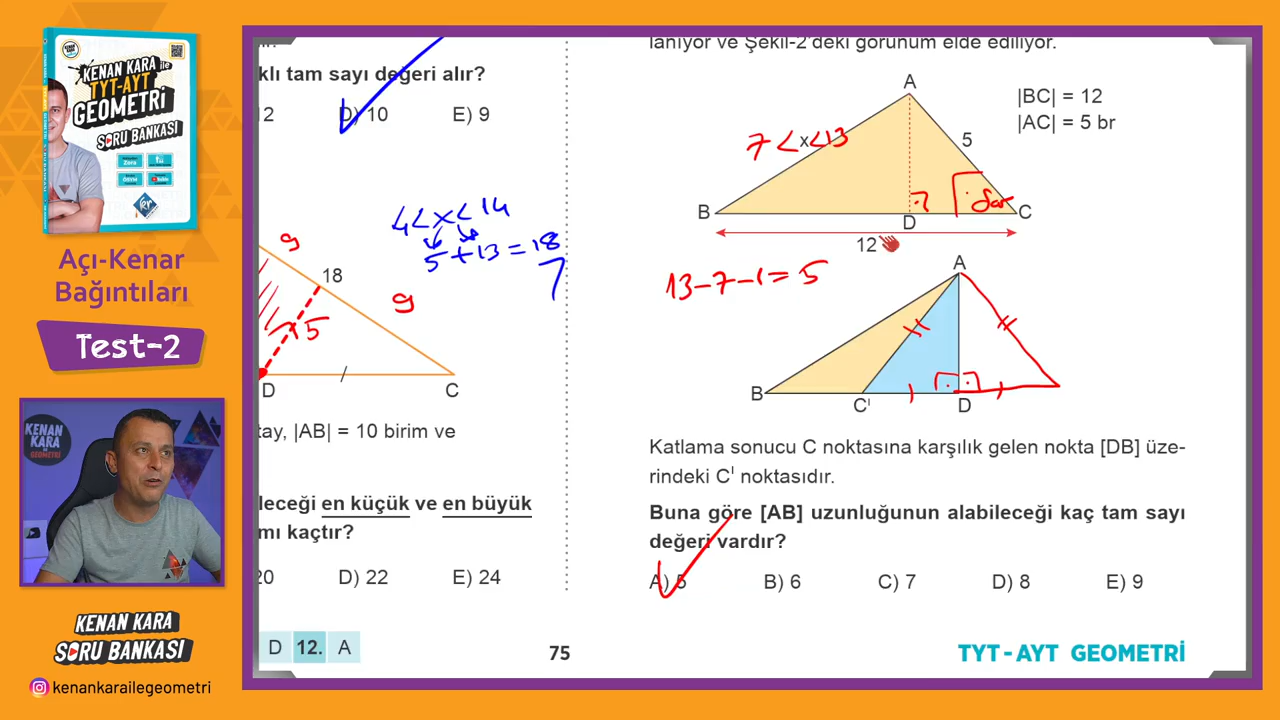 KENAN KARA ile
TYT-AYT
GEOMETRİ
SORU BANKASI
Açı-Kenar
Bağıntıları
Test-2
KENAN KARA
SORU BANKASI
kenankarailegeometri
klı tam sayı değeri alır?
12 D) 10 E) 9
4 < x < 14
5 + 13 = 18
7
9
18
9
5
D C
tay, |AB| = 10 birim ve
leceği en küçük ve en büyük
mı kaçtır?
20 D) 22 E) 24
D 12. A
75
lanıyor ve Şekil-2'deki görünüm elde ediliyor.
A
|BC| = 12
|AC| = 5 br
7 < x < 13
5
dar
B D C
12
13-7-1=5
A
B C' D
Katlama sonucu C noktasına karşılık gelen nokta [DB] üze-
rindeki C' noktasıdır.
Buna göre [AB] uzunluğunun alabileceği kaç tam sayı
değeri vardır?
A) 5 B) 6 C) 7 D) 8 E) 9
TYT - AYT GEOMETRİ